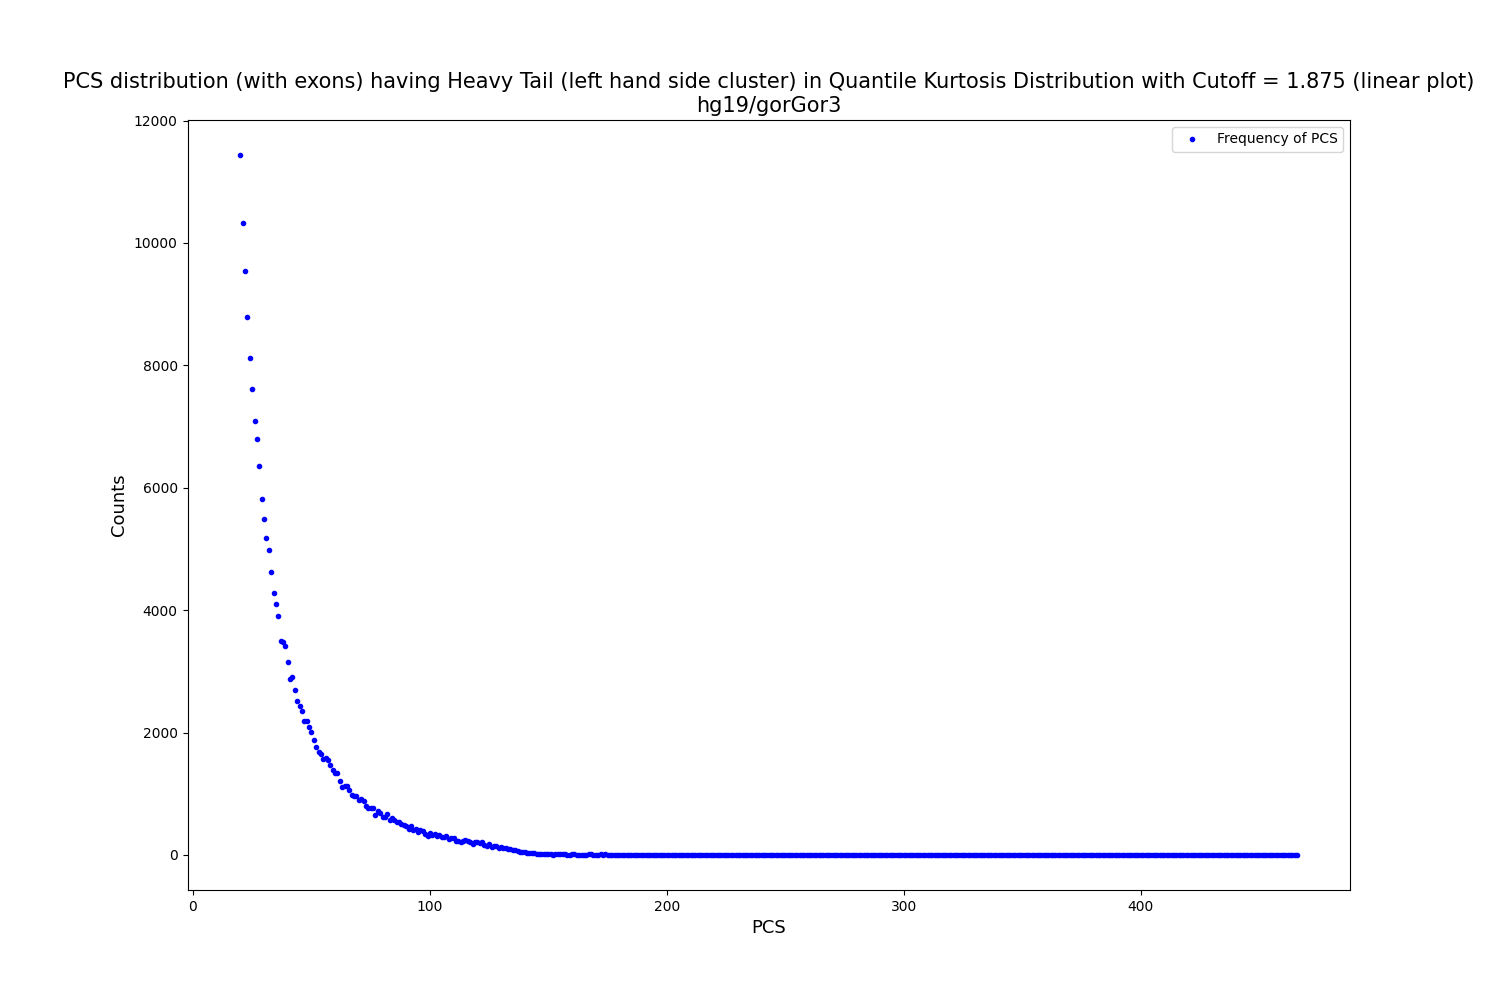 PCS distribution (with exons) having Heavy Tail (left hand side cluster) in Quantile Kurtosis Distribution with Cutoff = 1.875 (linear plot)
hg19/gorGor3
Frequency of PCS
12000
10000
8000
6000
4000
2000
0
Counts
0 100 200 300 400
PCS